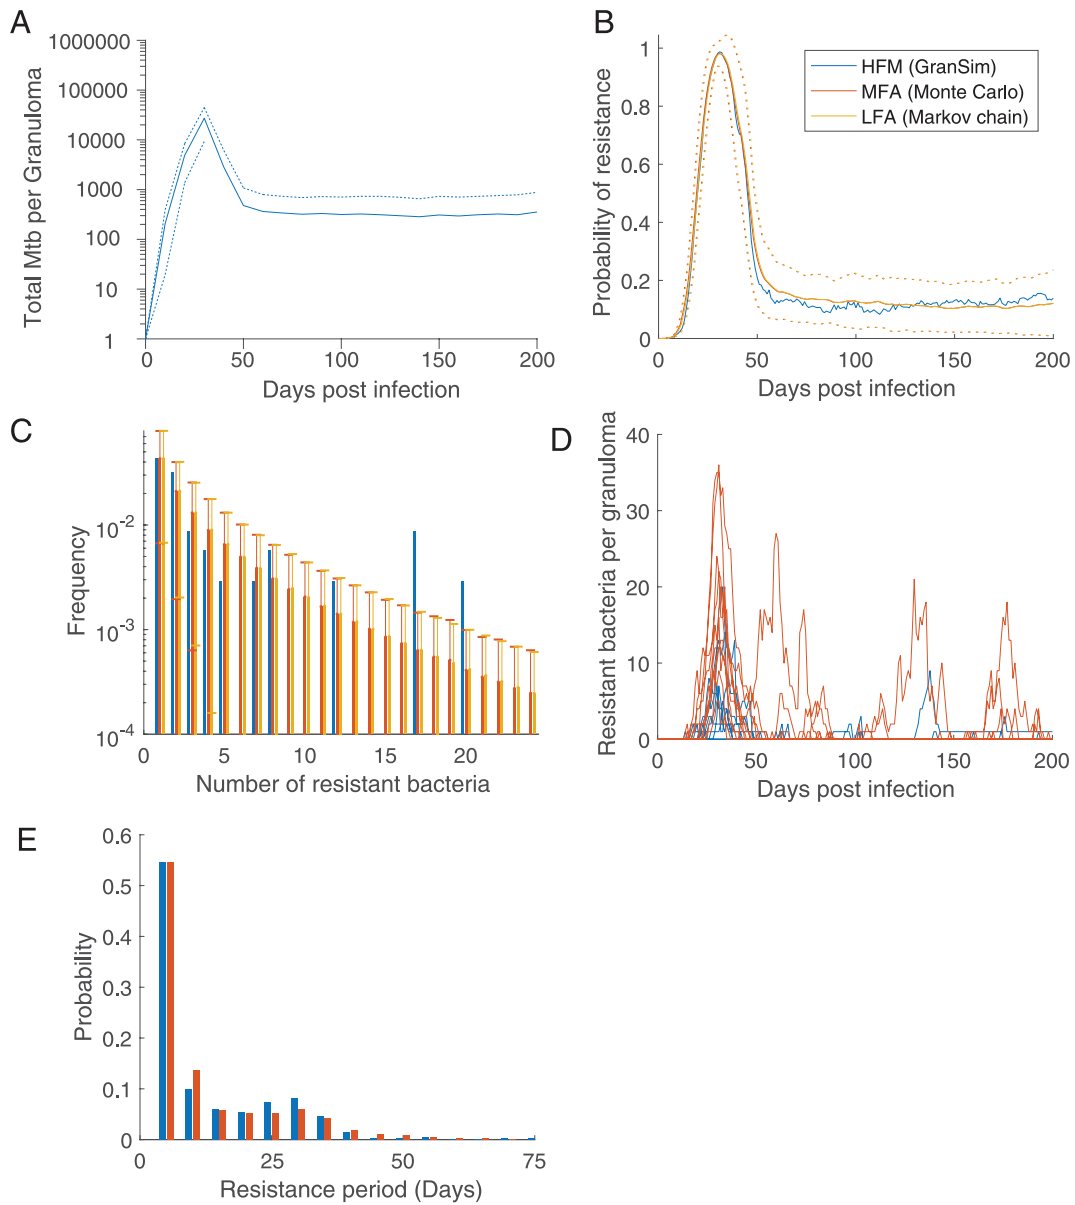 A
Total Mtb per Granuloma
1000000
100000
10000
1000
100
10
1
0 50 100 150 200
Days post infection
B
Probability of resistance
1
0.8
0.6
0.4
0.2
0
HFM (GranSim)
MFA (Monte Carlo)
LFA (Markov chain)
0 50 100 150 200
Days post infection
C
Frequency
10-2
10-3
10-4
0 5 10 15 20
Number of resistant bacteria
D
Resistant bacteria per granuloma
40
30
20
10
0
0 50 100 150 200
Days post infection
E
Probability
0.6
0.5
0.4
0.3
0.2
0.1
0
0 25 50 75
Resistance period (Days)